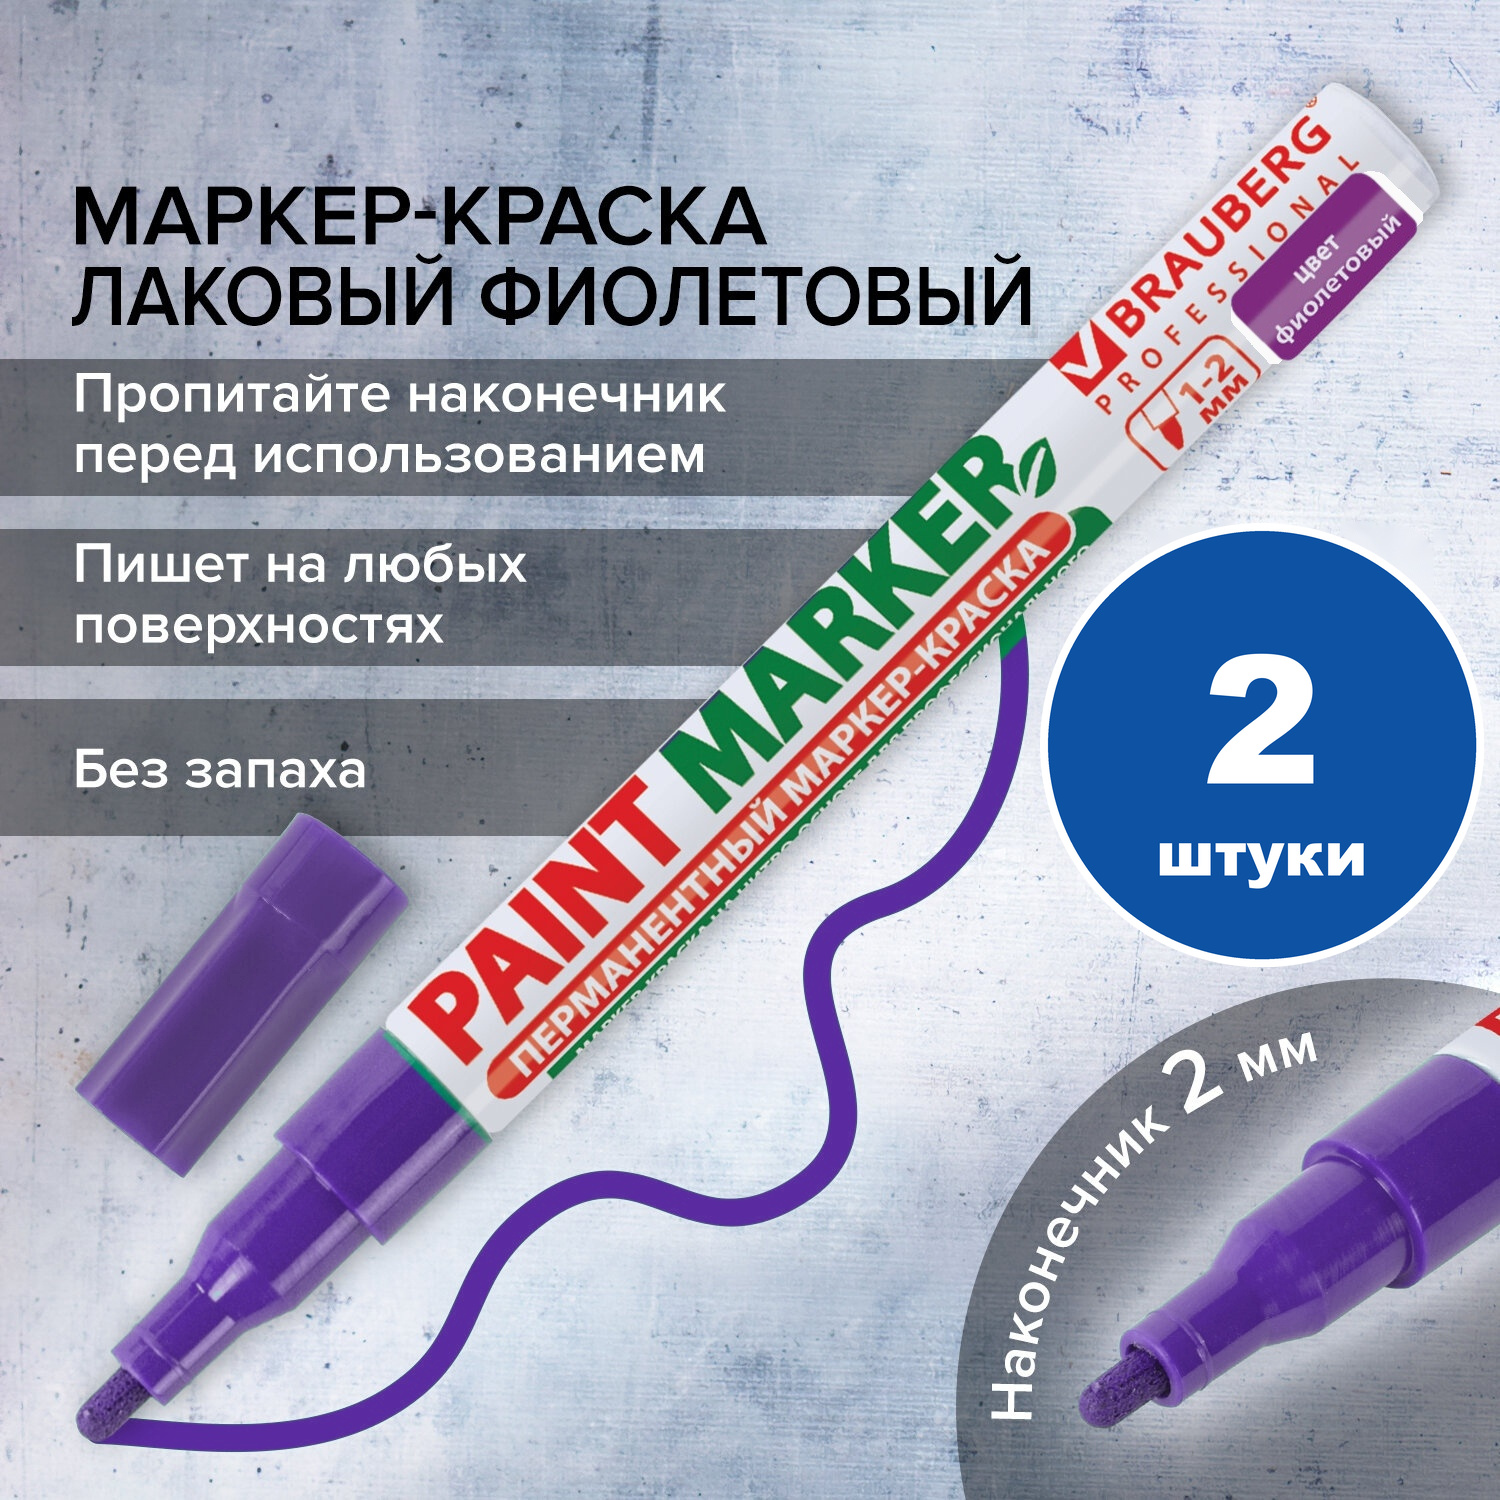 МАРКЕР-КРАСКА
ЛАКОВЫЙ ФИОЛЕТОВЫЙ
Пропитайте наконечник
перед использованием
Пишет на любых
поверхностях
Без запаха
BRAUBERG®
PROFESSIONAL
цвет
фиолетовый
1-2
мм
PAINT MARKER
ПЕРМАНЕНТНЫЙ МАРКЕР-КРАСКА
2
штуки
Наконечник 2 мм